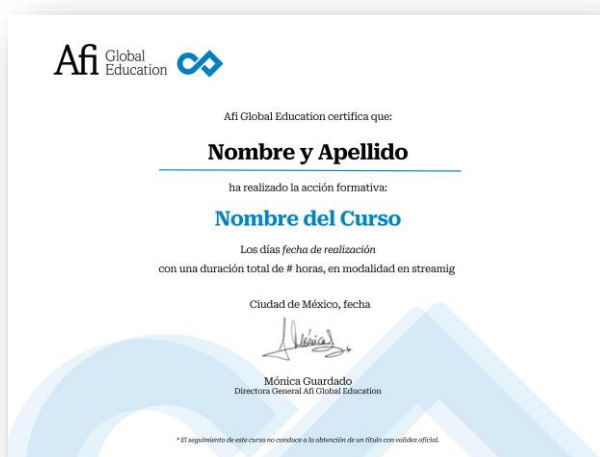 Afi Global
Education
Afi Global Education certifica que:
Nombre y Apellido
ha realizado la acción formativa:
Nombre del Curso
Los días fecha de realización
con una duración total de # horas, en modalidad en streamig
Ciudad de México, fecha
Mónica Guardado
Directora General Afi Global Education
* El seguimiento de este curso no conduce a la obtención de un título con validez oficial.